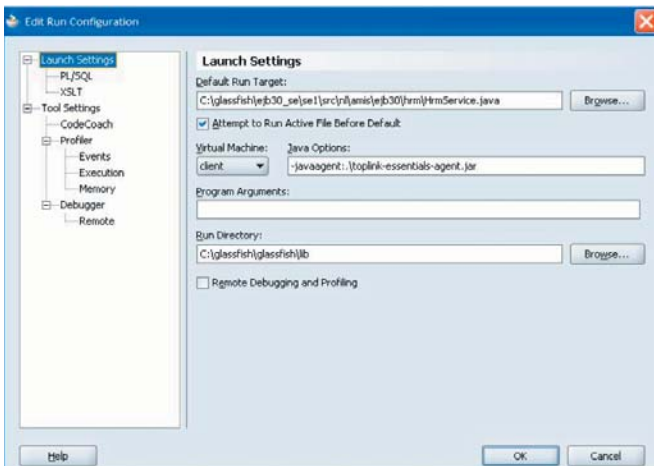 Edit Run Configuration
Launch Settings
PL/SQL
XSLT
Tool Settings
CodeCoach
Profiler
Events
Execution
Memory
Debugger
Remote
Launch Settings
Default Run Target:
C:\glassfish\ejb30_se\se1\src\nl\amis\ejb30\hrm\HrmService.java
Browse...
Attempt to Run Active File Before Default
Virtual Machine: Java Options:
client -javaagent:.\toplink-essentials-agent.jar
Program Arguments:
Run Directory:
C:\glassfish\glassfish\lib
Browse...
Remote Debugging and Profiling
Help OK Cancel